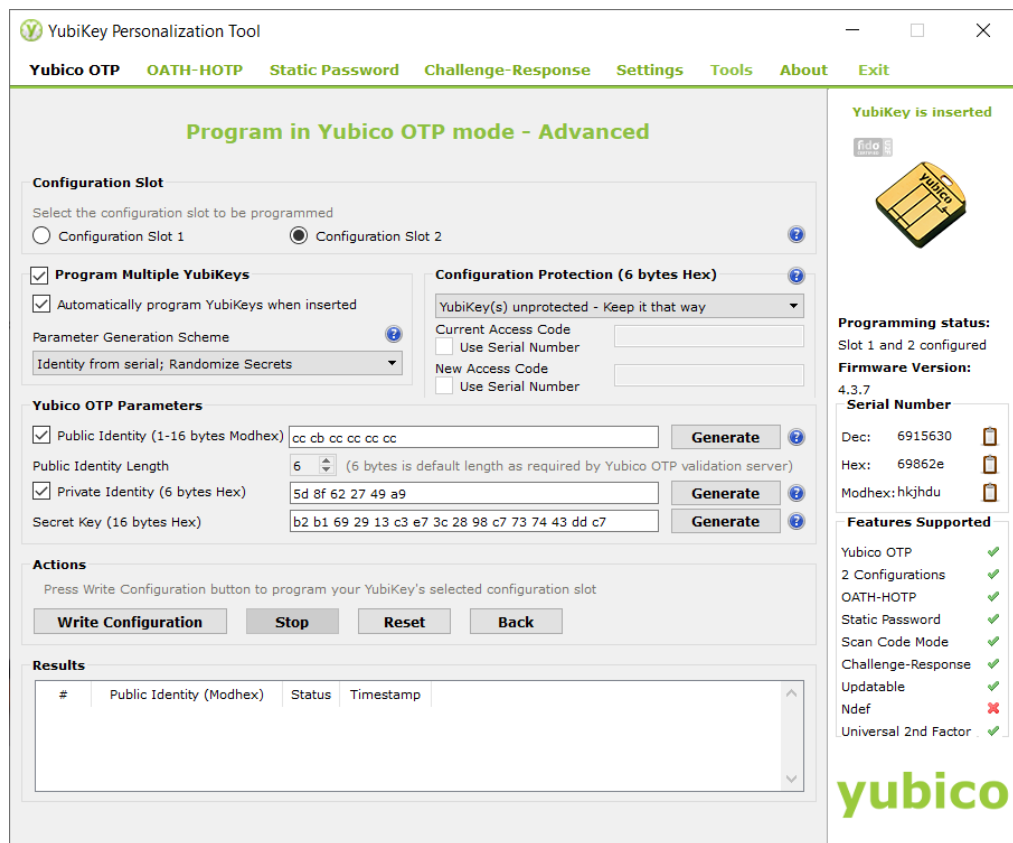 YubiKey Personalization Tool
Yubico OTP OATH-HOTP Static Password Challenge-Response Settings Tools About Exit
Program in Yubico OTP mode - Advanced
Configuration Slot
Select the configuration slot to be programmed
Configuration Slot 1 Configuration Slot 2
Program Multiple YubiKeys
Automatically program YubiKeys when inserted
Parameter Generation Scheme
Identity from serial; Randomize Secrets
Configuration Protection (6 bytes Hex)
YubiKey(s) unprotected - Keep it that way
Current Access Code
Use Serial Number
New Access Code
Use Serial Number
Yubico OTP Parameters
Public Identity (1-16 bytes Modhex) cc cb cc cc cc cc Generate
Public Identity Length 6 (6 bytes is default length as required by Yubico OTP validation server)
Private Identity (6 bytes Hex) 5d 8f 62 27 49 a9 Generate
Secret Key (16 bytes Hex) b2 b1 69 29 13 c3 e7 3c 28 98 c7 73 74 43 dd c7 Generate
Actions
Press Write Configuration button to program your YubiKey's selected configuration slot
Write Configuration Stop Reset Back
Results
# Public Identity (Modhex) Status Timestamp
YubiKey is inserted
fido
yubico
Programming status:
Slot 1 and 2 configured
Firmware Version:
4.3.7
Serial Number
Dec: 6915630
Hex: 69862e
Modhex: hkjhdu
Features Supported
Yubico OTP
2 Configurations
OATH-HOTP
Static Password
Scan Code Mode
Challenge-Response
Updatable
Ndef
Universal 2nd Factor
yubico